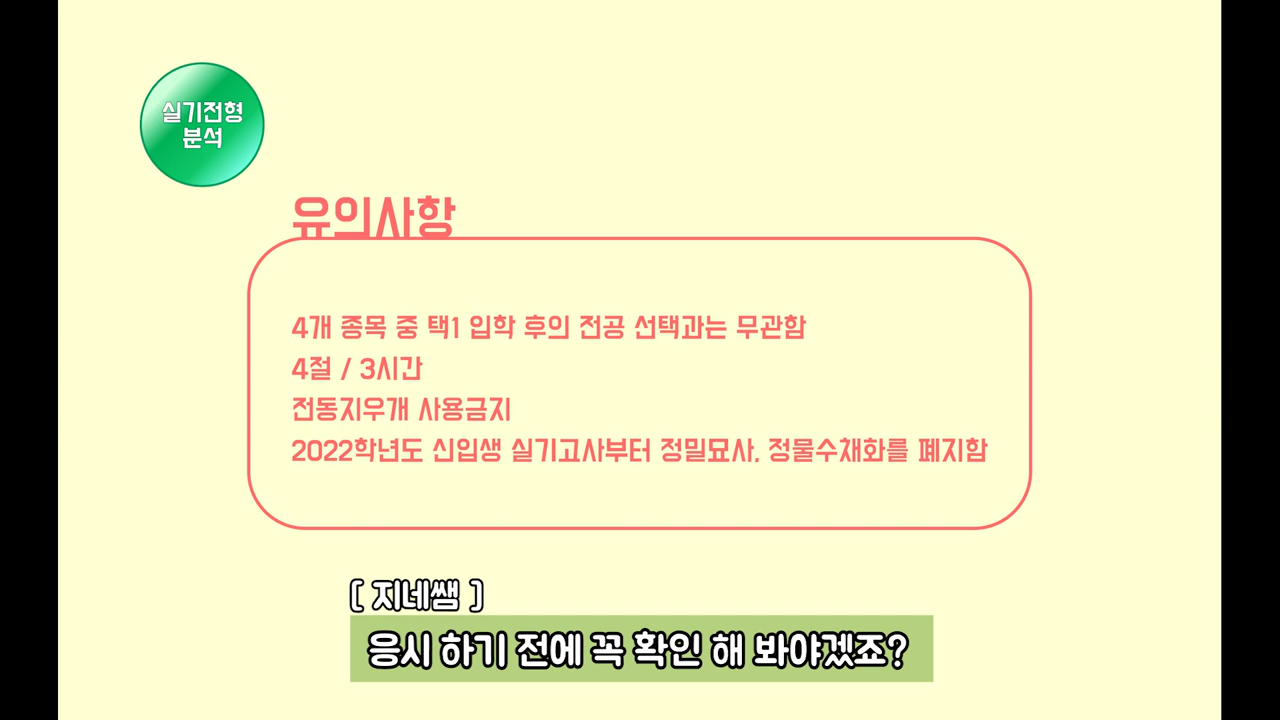 실기전형
분석
유의사항
4개 종목 중 택1 입학 후의 전공 선택과는 무관함
4절 / 3시간
전동지우개 사용금지
2022학년도 신입생 실기고사부터 정밀묘사, 정물수채화를 폐지함
[ 지네쌤 ]
응시 하기 전에 꼭 확인 해 봐야겠죠?